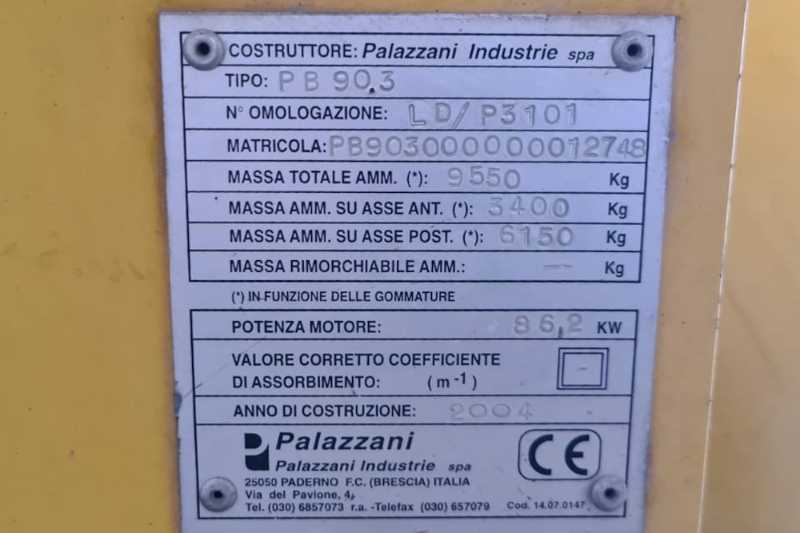 COSTRUTTORE: Palazzani Industrie spa
TIPO: PB 90.3
N° OMOLOGAZIONE: LD/P3101
MATRICOLA: PB903000000012748
MASSA TOTALE AMM. (*): 9550 Kg
MASSA AMM. SU ASSE ANT. (*): 3400 Kg
MASSA AMM. SU ASSE POST. (*): 6150 Kg
MASSA RIMORCHIABILE AMM.: — Kg
(*) IN FUNZIONE DELLE GOMMATURE
POTENZA MOTORE: 86,2 KW
VALORE CORRETTO COEFFICIENTE
DI ASSORBIMENTO: (m-1) -
ANNO DI COSTRUZIONE: 2004
Palazzani
Palazzani Industrie spa
CE
25050 PADERNO F.C. (BRESCIA) ITALIA
Via del Pavione, 4
Tel. (030) 6857073 r.a. -Telefax (030) 657079 Cod. 14.07.0147